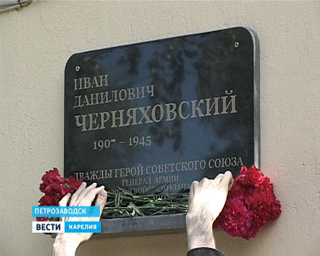 ИВАН
ДАНИЛОВИЧ
ЧЕРНЯХОВСКИЙ
1907 - 1945
ДВАЖДЫ ГЕРОЙ СОВЕТСКОГО СОЮЗА
ГЕНЕРАЛ АРМИИ
ПЕТРОЗАВОДСК
ВЕСТИ КАРЕЛИЯ